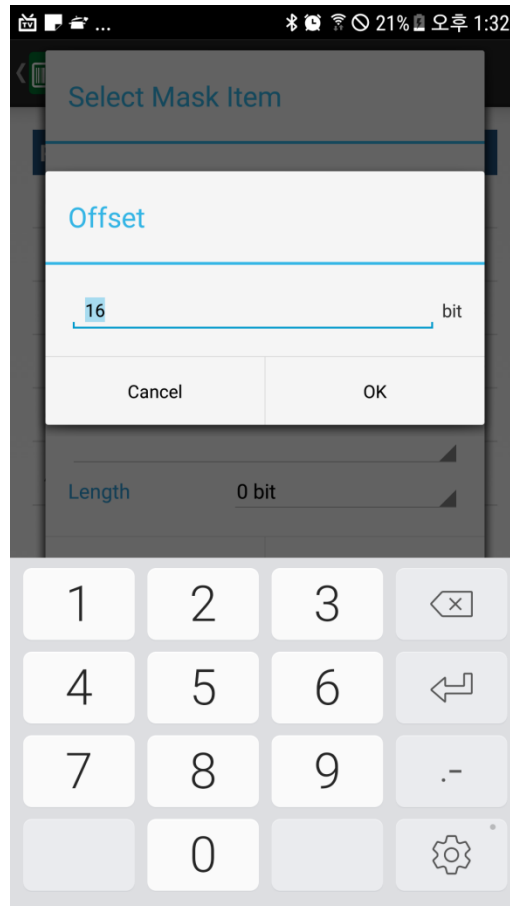 ... 21% 오후 1:32
Select Mask Item
Offset
16 bit
Cancel OK
Length 0 bit
1 2 3
4 5 6
7 8 9 .-
0